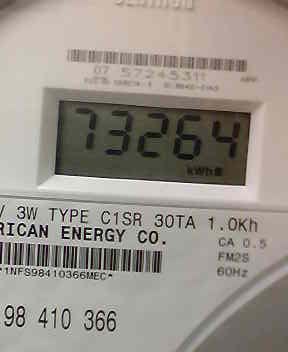 07 57245311
73264
kWh
V 3W TYPE C1SR 30TA 1.0Kh
RICAN ENERGY CO.
CA 0.5
FM2S
*1NFS98410366MEC*
60Hz
98 410 366